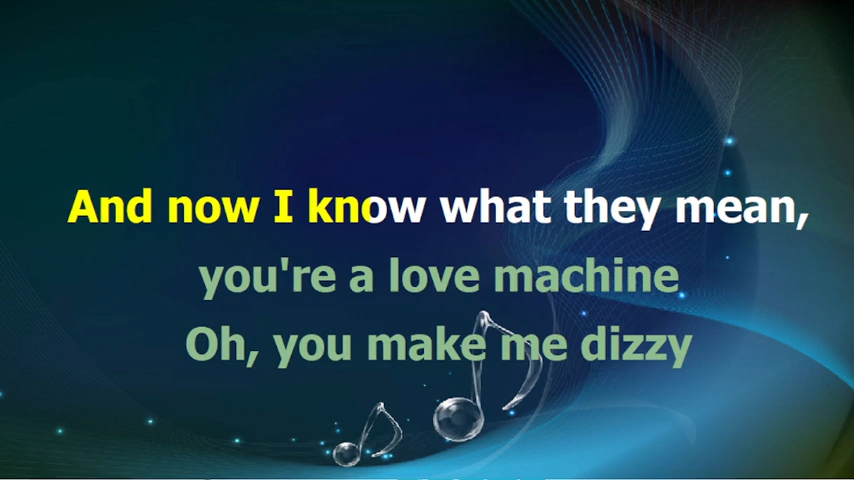 And now I know what they mean,
you're a love machine
Oh, you make me dizzy